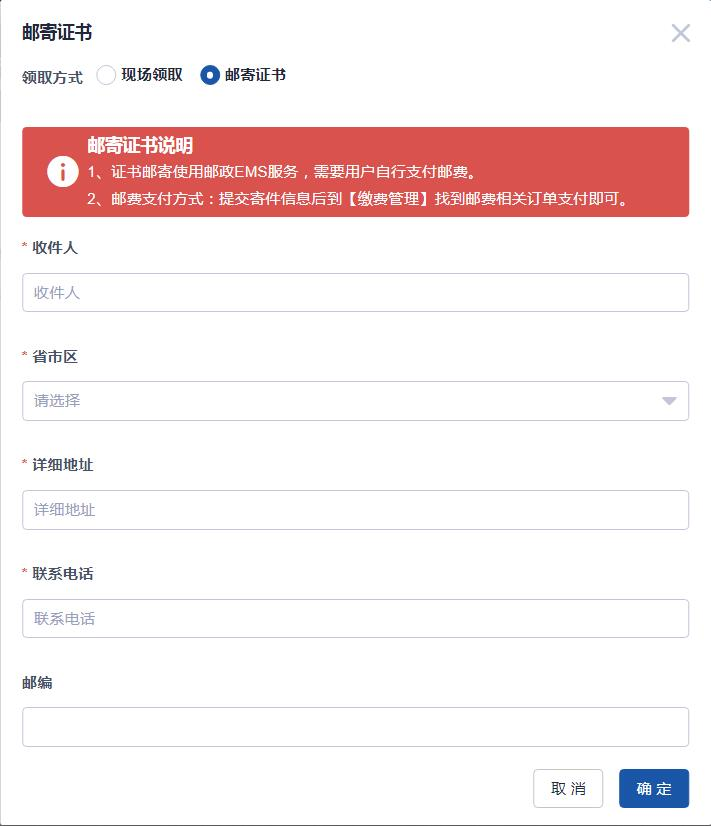 邮寄证书
领取方式 现场领取 邮寄证书
邮寄证书说明
1、证书邮寄使用邮政EMS服务，需要用户自行支付邮费。
2、邮费支付方式：提交寄件信息后到【缴费管理】找到邮费相关订单支付即可。
* 收件人
收件人
* 省市区
请选择
* 详细地址
详细地址
* 联系电话
联系电话
邮编
取消 确定